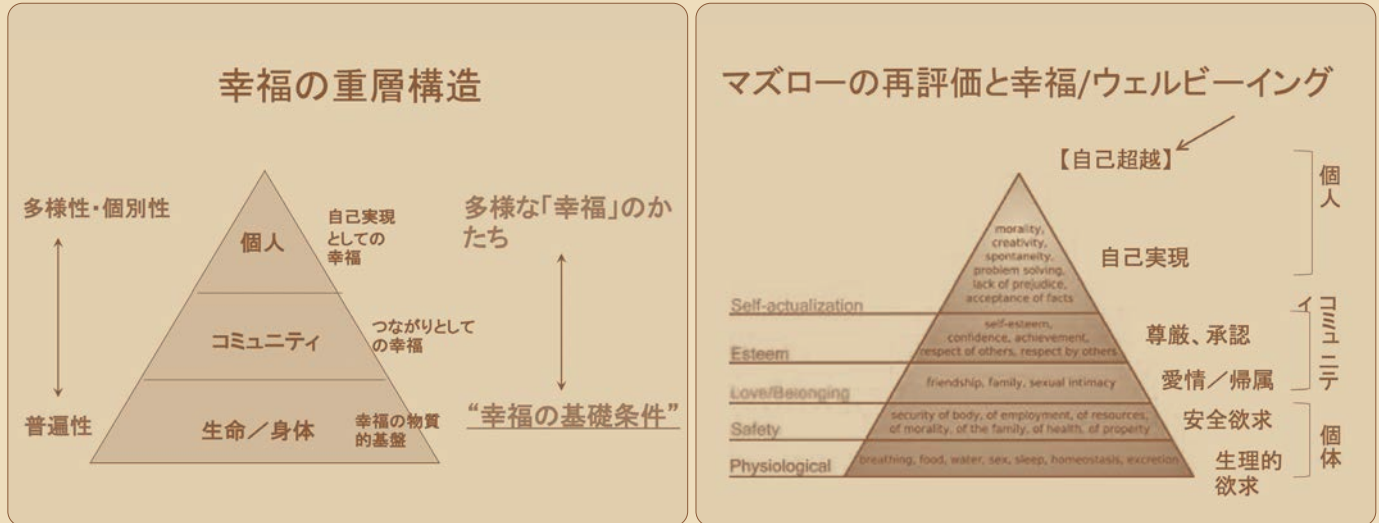 幸福の重層構造
多様性・個別性
普遍性
個人
コミュニティ
生命／身体
自己実現
としての
幸福
つながりとして
の幸福
幸福の物質
的基盤
多様な「幸福」のか
たち
“幸福の基礎条件”
マズローの再評価と幸福/ウェルビーイング
【自己超越】
morality,
creativity,
spontaneity,
problem solving,
lack of prejudice,
acceptance of facts
Self-actualization
自己実現
個人
self-esteem,
confidence, achievement,
respect of others, respect by others
Esteem
尊厳、承認
friendship, family, sexual intimacy
Love/Belonging
愛情／帰属
コミュニティ
security of body, of employment, of resources,
of morality, of the family, of health, of property
Safety
安全欲求
breathing, food, water, sex, sleep, homeostasis, excretion
Physiological
生理的
欲求
個体